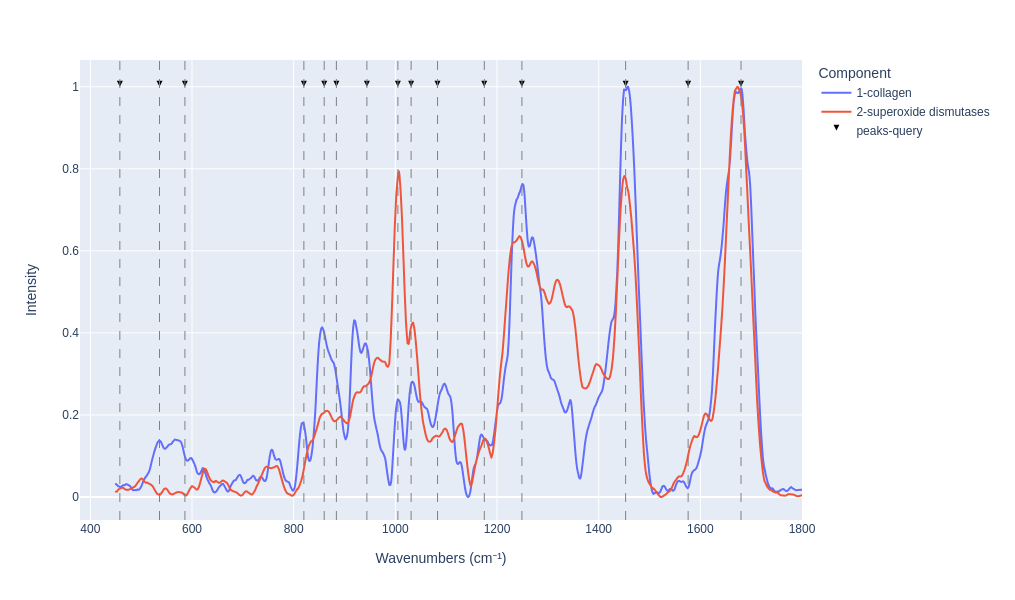 Component
1-collagen
2-superoxide dismutases
peaks-query
1
0.8
0.6
0.4
0.2
0
Intensity
400 600 800 1000 1200 1400 1600 1800
Wavenumbers (cm⁻¹)